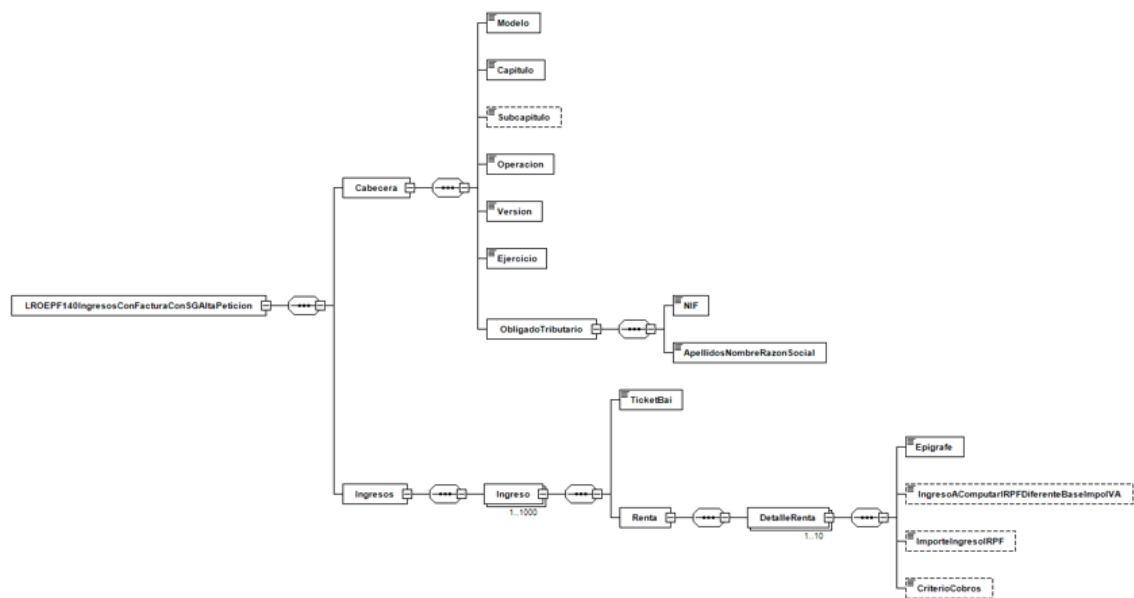 Modelo
Capitulo
Subcapitulo
Operacion
Cabecera
Version
Ejercicio
LROEPF140IngresosConFacturaConSGAltaPeticion
NIF
ObligadoTributario
ApellidosNombreRazonSocial
TicketBai
Epigrafe
Ingresos
Ingreso
1..1000
IngresoAComputarIRPFDiferenteBaseImpoIVA
Renta
DetalleRenta
1..10
ImporteIngresoIRPF
CriterioCobros